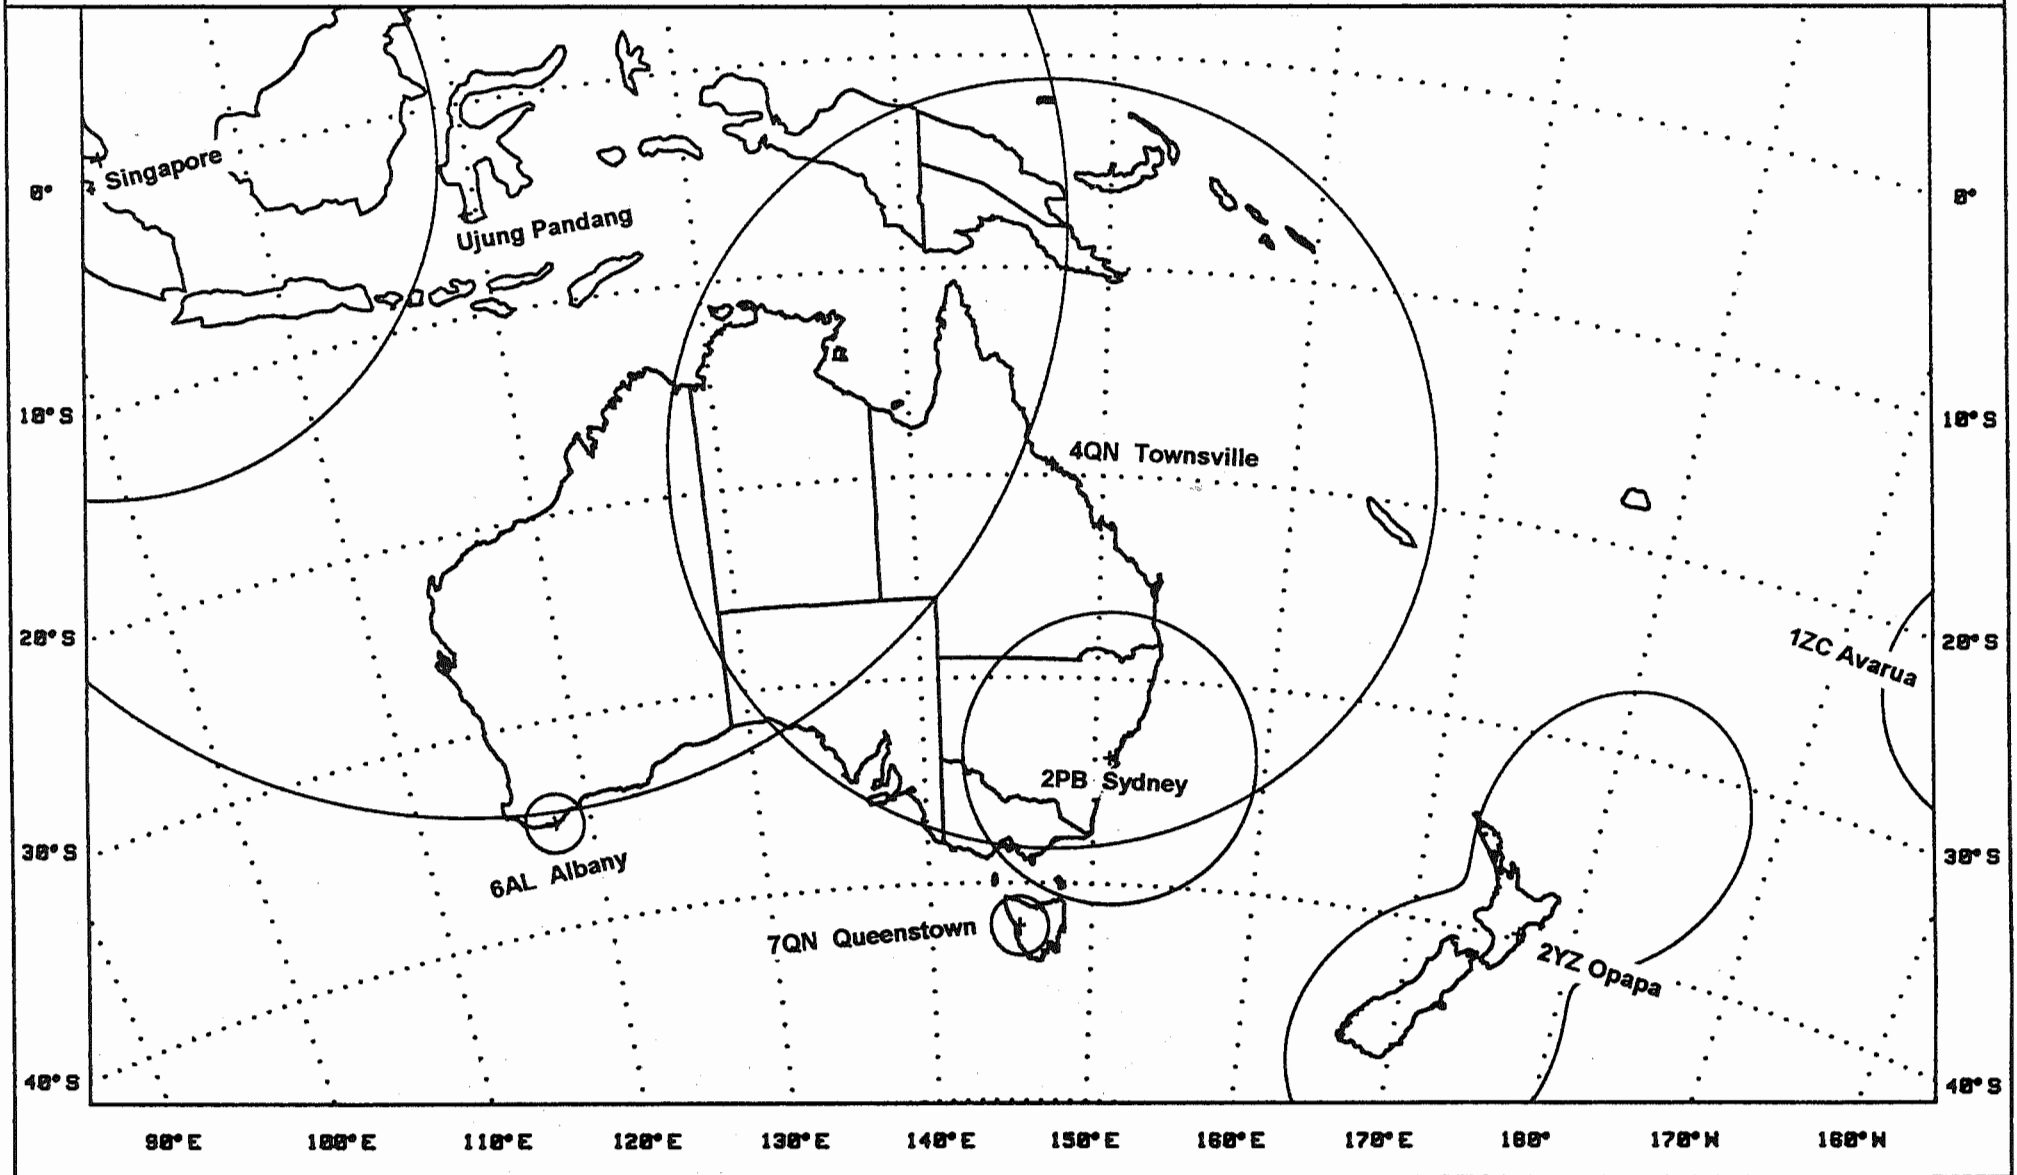 Singapore
0°
0°
Ujung Pandang
10°S
10°S
4QN Townsville
20°S
20°S
1ZC Avarua
2PB Sydney
30°S
30°S
6AL Albany
7QN Queenstown
2YZ Opapa
40°S
40°S
90°E 100°E 110°E 120°E 130°E 140°E 150°E 160°E 170°E 180° 170°W 160°W